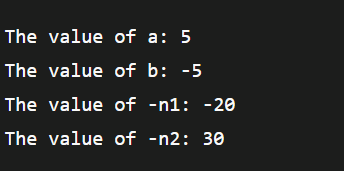 The value of a: 5
The value of b: -5
The value of -n1: -20
The value of -n2: 30